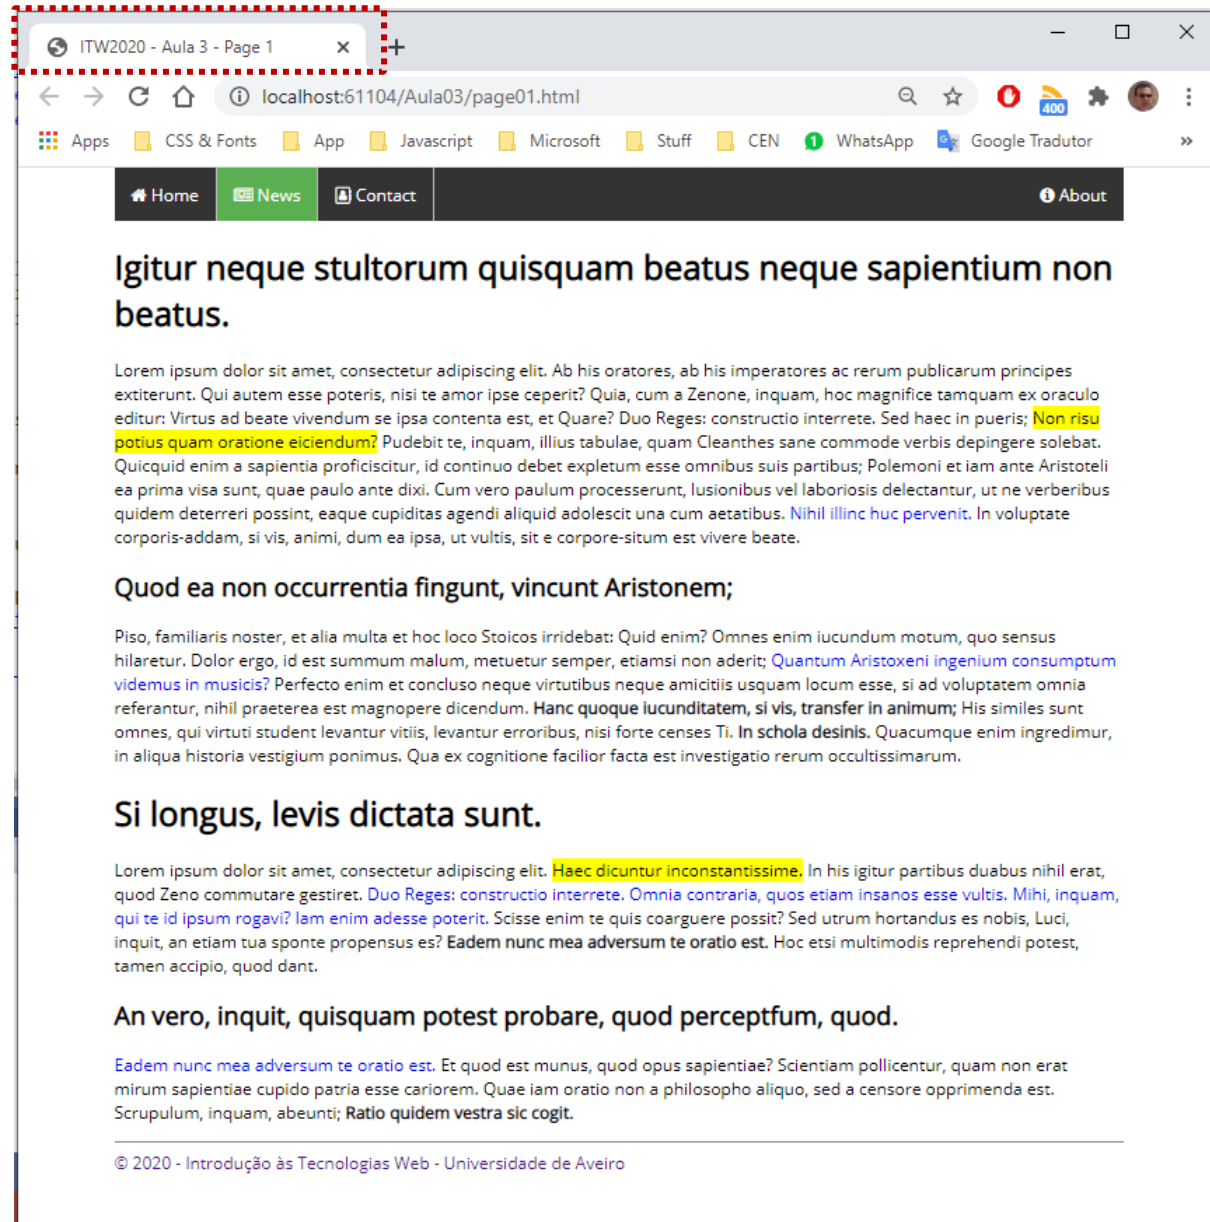 ITW2020 - Aula 3 - Page 1
localhost:61104/Aula03/page01.html
400
Apps CSS & Fonts App Javascript Microsoft Stuff CEN 1 WhatsApp Google Tradutor »
Home News Contact About
Igitur neque stultorum quisquam beatus neque sapientium non
beatus.
Lorem ipsum dolor sit amet, consectetur adipiscing elit. Ab his oratores, ab his imperatores ac rerum publicarum principes
extiterunt. Qui autem esse poteris, nisi te amor ipse ceperit? Quia, cum a Zenone, inquam, hoc magnifice tamquam ex oraculo
editur: Virtus ad beate vivendum se ipsa contenta est, et Quare? Duo Reges: constructio interrete. Sed haec in pueris; Non risu
potius quam oratione eiciendum? Pudebit te, inquam, illius tabulae, quam Cleanthes sane commode verbis depingere solebat.
Quicquid enim a sapientia proficiscitur, id continuo debet expletum esse omnibus suis partibus; Polemoni et iam ante Aristoteli
ea prima visa sunt, quae paulo ante dixi. Cum vero paulum processerunt, lusionibus vel laboriosis delectantur, ut ne verberibus
quidem deterreri possint, eaque cupiditas agendi aliquid adolescit una cum aetatibus. Nihil illinc huc pervenit. In voluptate
corporis-addam, si vis, animi, dum ea ipsa, ut vultis, sit e corpore-situm est vivere beate.
Quod ea non occurrentia fingunt, vincunt Aristonem;
Piso, familiaris noster, et alia multa et hoc loco Stoicos irridebat: Quid enim? Omnes enim iucundum motum, quo sensus
hilaretur. Dolor ergo, id est summum malum, metuetur semper, etiamsi non aderit; Quantum Aristoxeni ingenium consumptum
videmus in musicis? Perfecto enim et concluso neque virtutibus neque amicitiis usquam locum esse, si ad voluptatem omnia
referantur, nihil praeterea est magnopere dicendum. Hanc quoque iucunditatem, si vis, transfer in animum; His similes sunt
omnes, qui virtuti student levantur vitiis, levantur erroribus, nisi forte censes Ti. In schola desinis. Quacumque enim ingredimur,
in aliqua historia vestigium ponimus. Qua ex cognitione facilior facta est investigatio rerum occultissimarum.
Si longus, levis dictata sunt.
Lorem ipsum dolor sit amet, consectetur adipiscing elit. Haec dicuntur inconstantissime. In his igitur partibus duabus nihil erat,
quod Zeno commutare gestiret. Duo Reges: constructio interrete. Omnia contraria, quos etiam insanos esse vultis. Mihi, inquam,
qui te id ipsum rogavi? Iam enim adesse poterit. Scisse enim te quis coarguere possit? Sed utrum hortandus es nobis, Luci,
inquit, an etiam tua sponte propensus es? Eadem nunc mea adversum te oratio est. Hoc etsi multimodis reprehendi potest,
tamen accipio, quod dant.
An vero, inquit, quisquam potest probare, quod perceptfum, quod.
Eadem nunc mea adversum te oratio est. Et quod est munus, quod opus sapientiae? Scientiam pollicentur, quam non erat
mirum sapientiae cupido patria esse cariorem. Quae iam oratio non a philosopho aliquo, sed a censore opprimenda est.
Scrupulum, inquam, abeunti; Ratio quidem vestra sic cogit.
© 2020 - Introdução às Tecnologias Web - Universidade de Aveiro